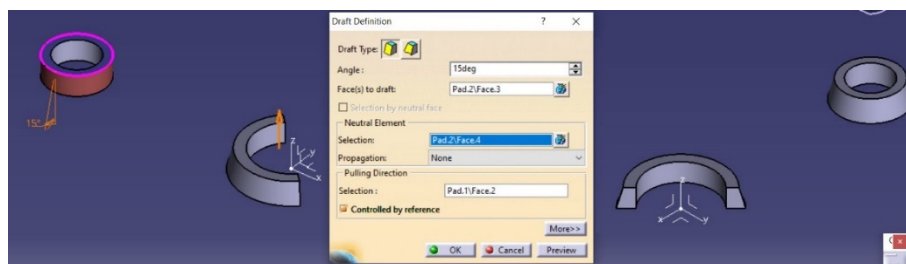 Draft Definition ? ×
Draft Type:
Angle : 15deg
Face(s) to draft: Pad.2\Face.3
Selection by neutral face
Neutral Element
Selection: Pad.2\Face.4
Propagation: None
Pulling Direction
Selection : Pad.1\Face.2
Controlled by reference
More>>
OK Cancel Preview
15°
z
y
x
z
x y